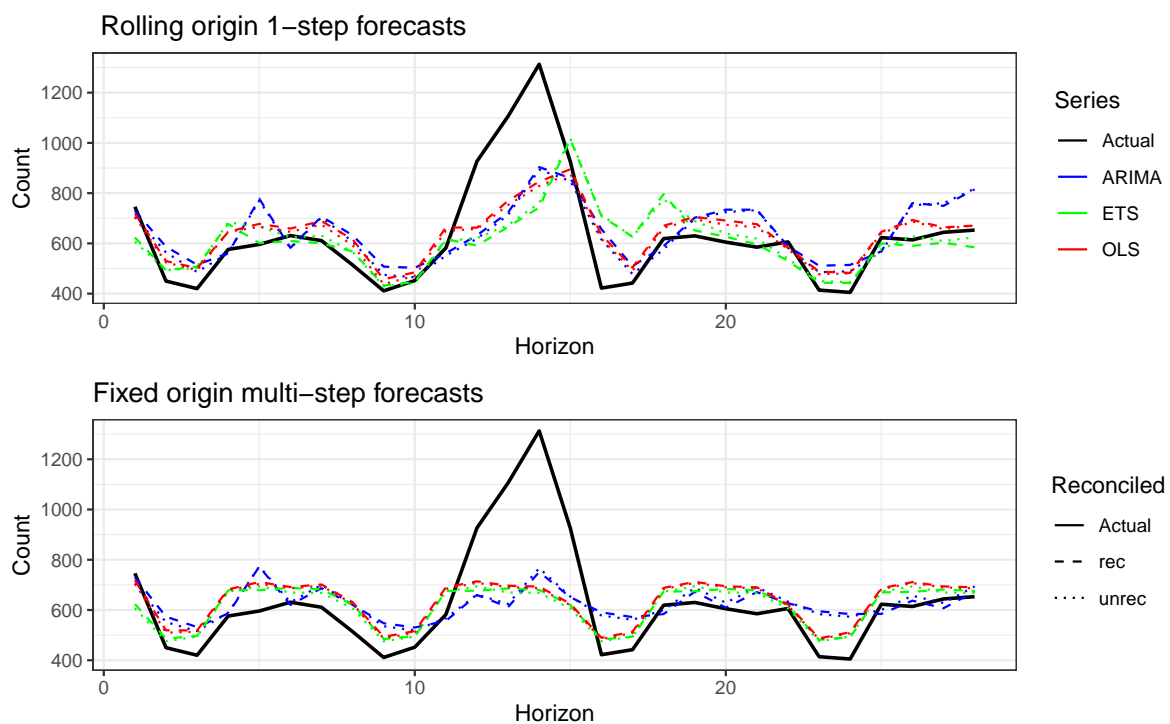 Rolling origin 1−step forecasts
1200
1000
800
600
400
Count
0
10
20
Horizon
Series
Actual
ARIMA
ETS
OLS
Fixed origin multi−step forecasts
1200
1000
800
600
400
Count
0
10
20
Horizon
Reconciled
Actual
rec
unrec